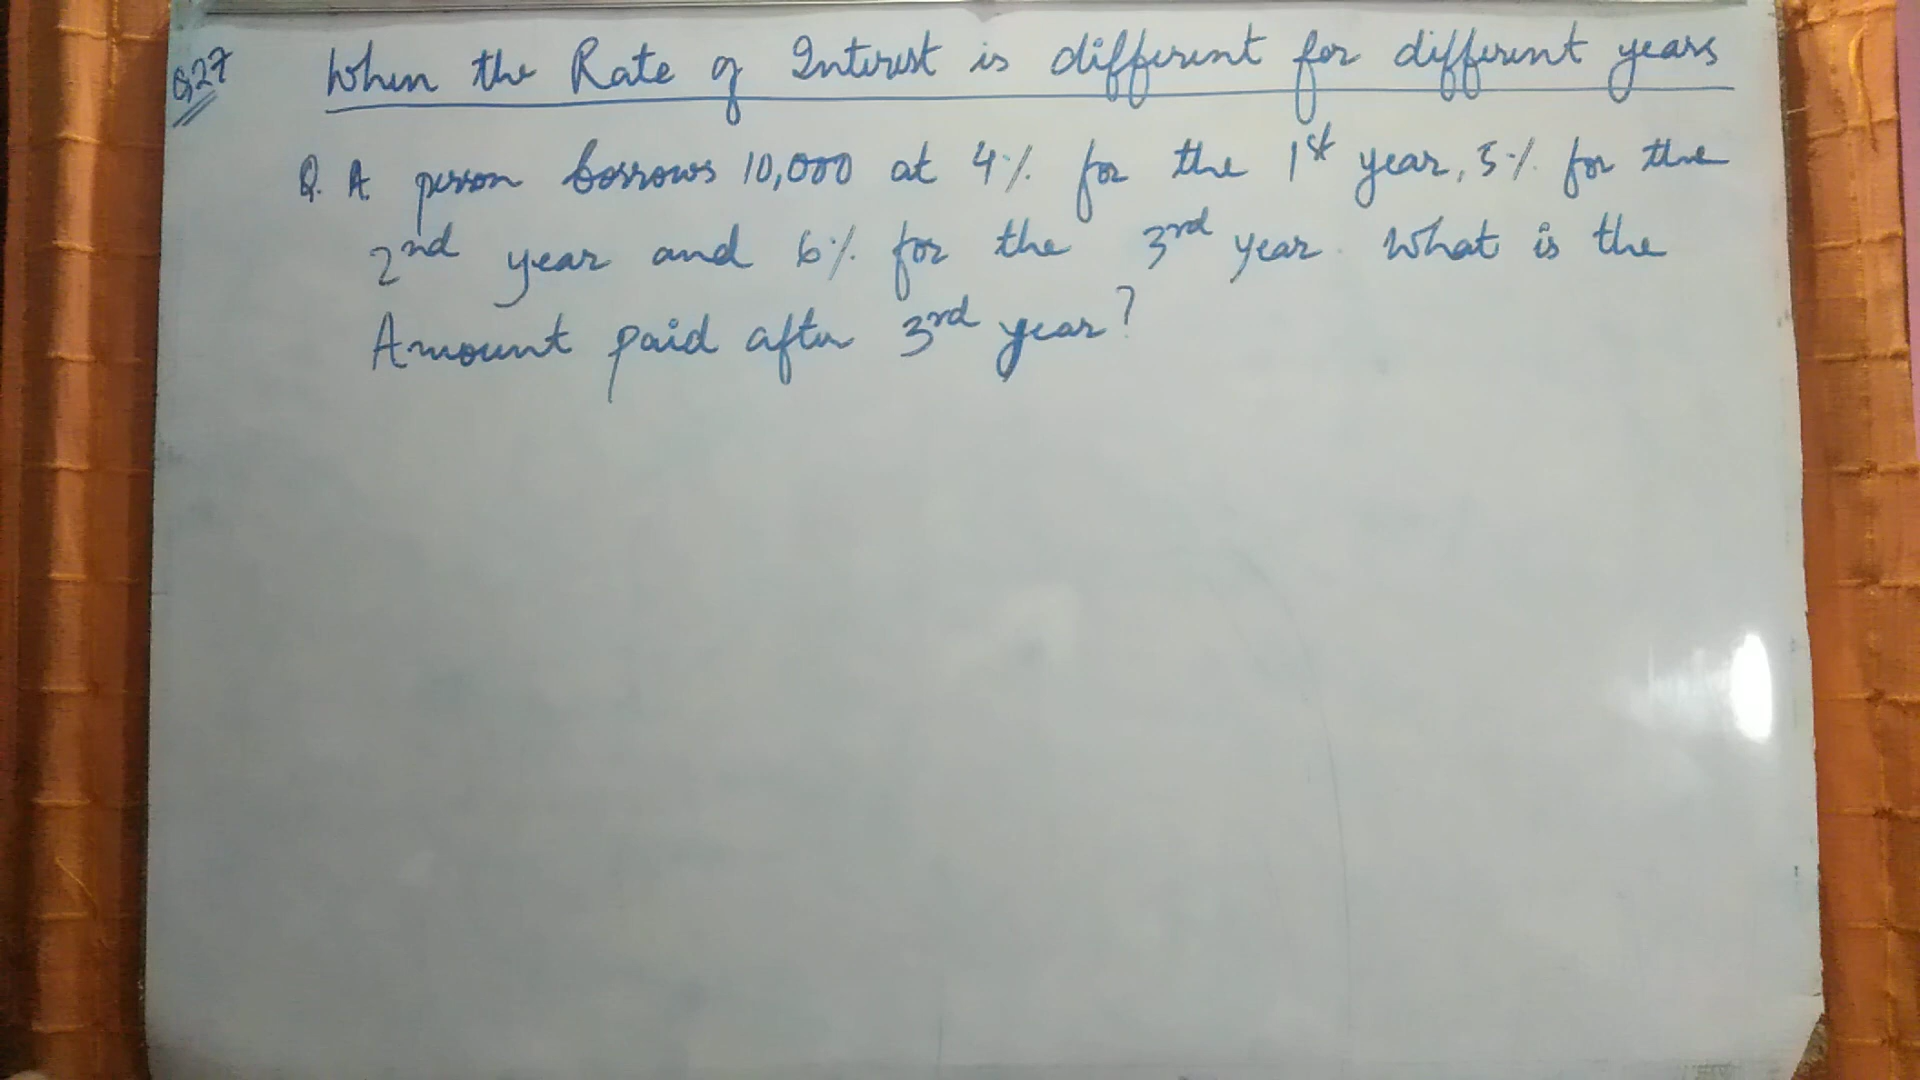 Q27 When the Rate of Interest is different for different years
Q. A person borrows 10,000 at 4% for the 1st year, 5% for the
2nd year and 6% for the 3rd year. What is the
Amount paid after 3rd year?